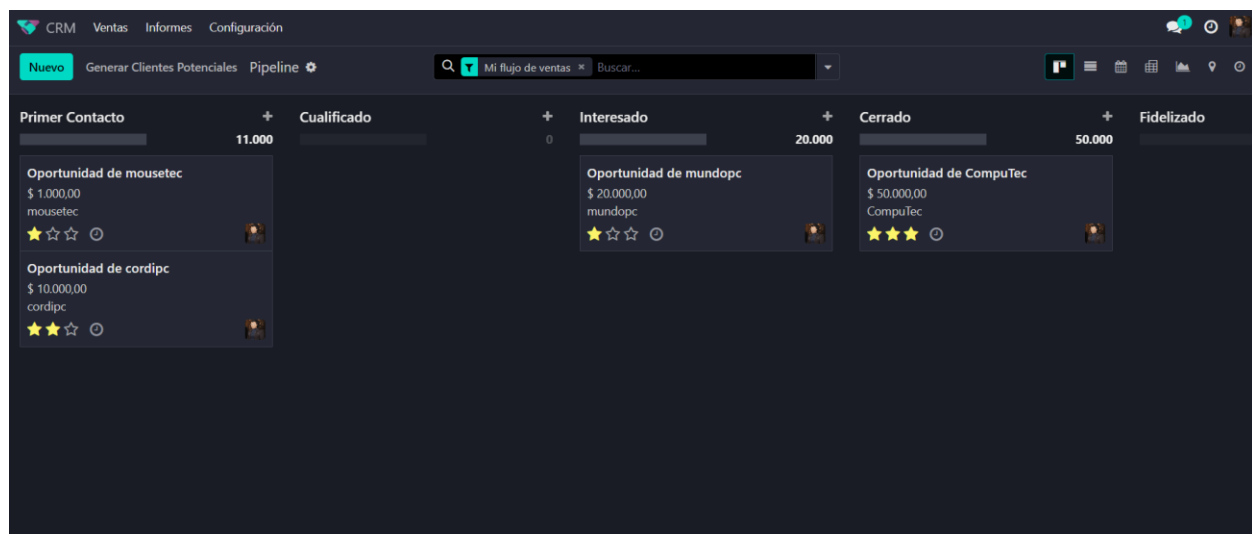 CRM Ventas Informes Configuración 1
Nuevo Generar Clientes Potenciales Pipeline Mi flujo de ventas × Buscar...
Primer Contacto + Cualificado + Interesado + Cerrado + Fidelizado
11.000 0 20.000 50.000
Oportunidad de mousetec
$ 1.000,00
mousetec
Oportunidad de cordipc
$ 10.000,00
cordipc
Oportunidad de mundopc
$ 20.000,00
mundopc
Oportunidad de CompuTec
$ 50.000,00
CompuTec